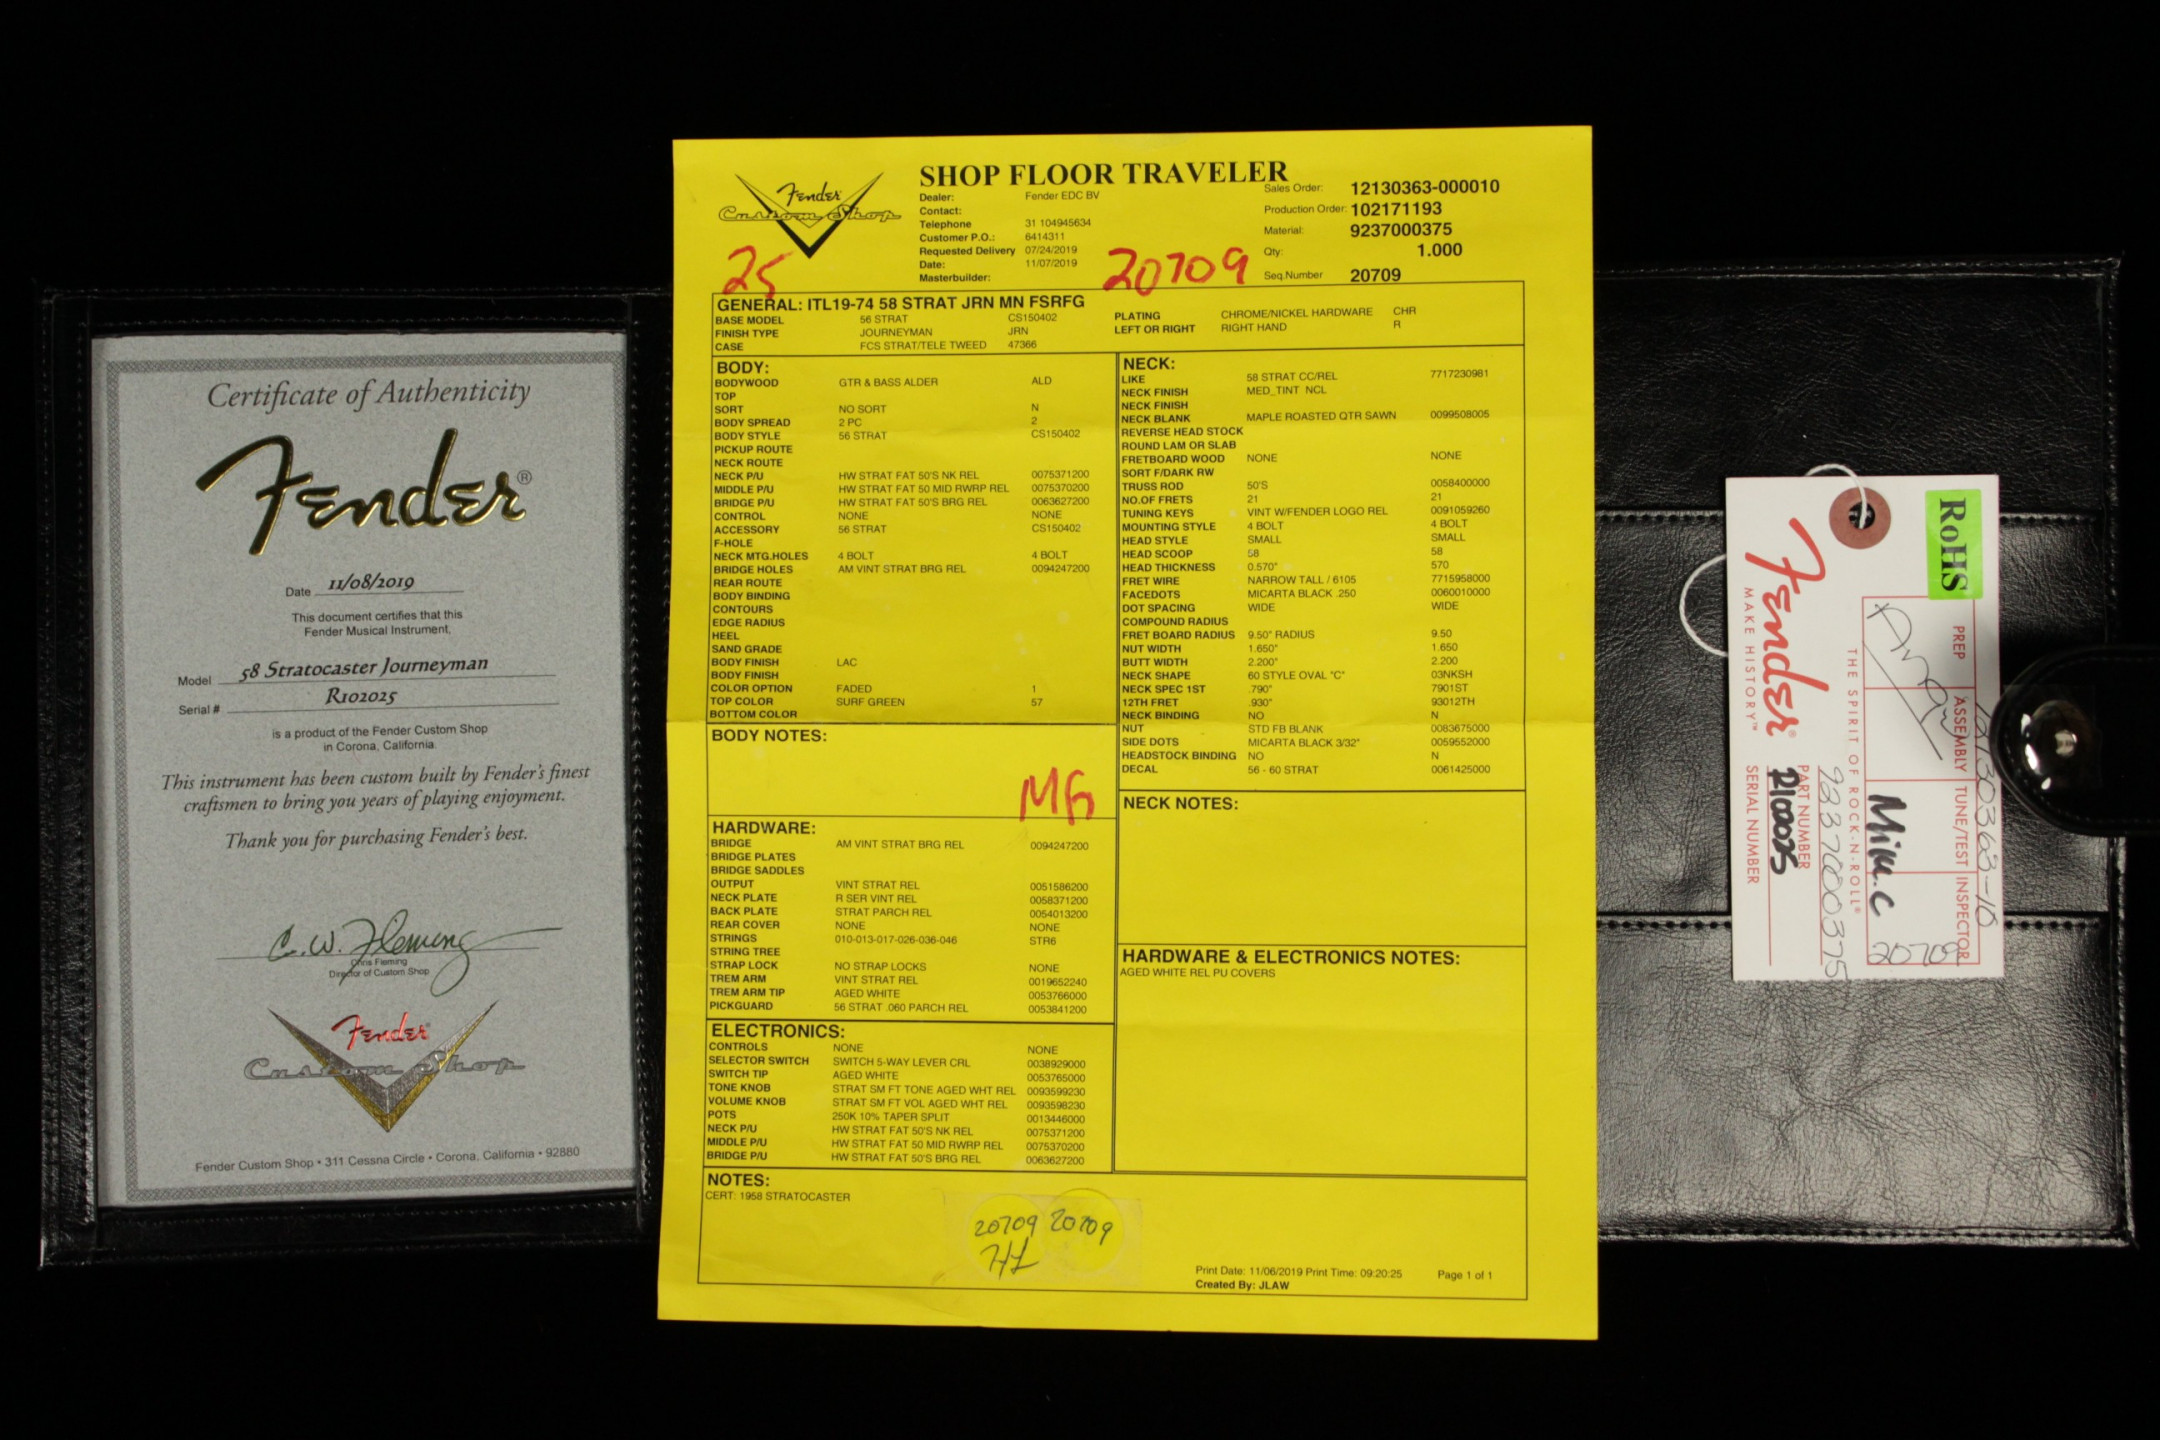 Certificate of Authenticity
Fender®
Date 11/08/2019
This document certifies that this
Fender Musical Instrument,
Model 58 Stratocaster Journeyman
Serial # R102025
is a product of the Fender Custom Shop
in Corona, California
This instrument has been custom built by Fender's finest
craftsmen to bring you years of playing enjoyment.
Thank you for purchasing Fender's best.
C.W. Fleming
Chris Fleming
Director of Custom Shop
Fender
Custom Shop
Fender Custom Shop • 311 Cessna Circle • Corona, California • 92880
Fender
Custom Shop
SHOP FLOOR TRAVELER
Dealer: Fender EDC BV
Contact:
Telephone 31 104945634
Customer P.O.: 6414311
Requested Delivery 07/24/2019
Date: 11/07/2019
Masterbuilder:
Sales Order: 12130363-000010
Production Order: 102171193
Material: 9237000375
Qty: 1.000
Seq.Number 20709
25
20709
GENERAL: ITL19-74 58 STRAT JRN MN FSRFG
BASE MODEL 56 STRAT CS150402
FINISH TYPE JOURNEYMAN JRN
CASE FCS STRAT/TELE TWEED 47366
PLATING CHROME/NICKEL HARDWARE CHR
LEFT OR RIGHT RIGHT HAND R
BODY:
BODYWOOD GTR & BASS ALDER ALD
TOP
SORT NO SORT N
BODY SPREAD 2 PC 2
BODY STYLE 56 STRAT CS150402
PICKUP ROUTE
NECK ROUTE
NECK P/U HW STRAT FAT 50'S NK REL 0075371200
MIDDLE P/U HW STRAT FAT 50 MID RWRP REL 0075370200
BRIDGE P/U HW STRAT FAT 50'S BRG REL 0063627200
CONTROL NONE NONE
ACCESSORY 56 STRAT CS150402
F-HOLE
NECK MTG.HOLES 4 BOLT 4 BOLT
BRIDGE HOLES AM VINT STRAT BRG REL 0094247200
REAR ROUTE
BODY BINDING
CONTOURS
EDGE RADIUS
HEEL
SAND GRADE
BODY FINISH LAC
BODY FINISH
COLOR OPTION FADED 1
TOP COLOR SURF GREEN 57
BOTTOM COLOR
BODY NOTES:
MG
HARDWARE:
BRIDGE AM VINT STRAT BRG REL 0094247200
BRIDGE PLATES
BRIDGE SADDLES
OUTPUT VINT STRAT REL 0051586200
NECK PLATE R SER VINT REL 0058371200
BACK PLATE STRAT PARCH REL 0054013200
REAR COVER NONE NONE
STRINGS 010-013-017-026-036-046 STR6
STRING TREE
STRAP LOCK NO STRAP LOCKS NONE
TREM ARM VINT STRAT REL 0019652240
TREM ARM TIP AGED WHITE 0053766000
PICKGUARD 56 STRAT .060 PARCH REL 0053841200
ELECTRONICS:
CONTROLS NONE NONE
SELECTOR SWITCH SWITCH 5-WAY LEVER CRL 0038929000
SWITCH TIP AGED WHITE 0053765000
TONE KNOB STRAT SM FT TONE AGED WHT REL 0093599230
VOLUME KNOB STRAT SM FT VOL AGED WHT REL 0093598230
POTS 250K 10% TAPER SPLIT 0013446000
NECK P/U HW STRAT FAT 50'S NK REL 0075371200
MIDDLE P/U HW STRAT FAT 50 MID RWRP REL 0075370200
BRIDGE P/U HW STRAT FAT 50'S BRG REL 0063627200
NECK:
LIKE 58 STRAT CC/REL 7717230981
NECK FINISH MED_TINT NCL
NECK FINISH
NECK BLANK MAPLE ROASTED QTR SAWN 0099508005
REVERSE HEAD STOCK
ROUND LAM OR SLAB
FRETBOARD WOOD NONE NONE
SORT F/DARK RW
TRUSS ROD 50'S 0058400000
NO.OF FRETS 21 21
TUNING KEYS VINT W/FENDER LOGO REL 0091059260
MOUNTING STYLE 4 BOLT 4 BOLT
HEAD STYLE SMALL SMALL
HEAD SCOOP 58 58
HEAD THICKNESS 0.570" 570
FRET WIRE NARROW TALL / 6105 7715958000
FACEDOTS MICARTA BLACK .250 0060010000
DOT SPACING WIDE WIDE
COMPOUND RADIUS
FRET BOARD RADIUS 9.50" RADIUS 9.50
NUT WIDTH 1.650" 1.650
BUTT WIDTH 2.200" 2.200
NECK SHAPE 60 STYLE OVAL "C" 03NKSH
NECK SPEC 1ST .790" 7901ST
12TH FRET .930" 93012TH
NECK BINDING NO N
NUT STD FB BLANK 0083675000
SIDE DOTS MICARTA BLACK 3/32" 0059552000
HEADSTOCK BINDING NO N
DECAL 56 - 60 STRAT 0061425000
NECK NOTES:
HARDWARE & ELECTRONICS NOTES:
AGED WHITE REL PU COVERS
NOTES:
CERT: 1958 STRATOCASTER
20709 20709
HL
Print Date: 11/06/2019 Print Time: 09:20:25 Page 1 of 1
Created By: JLAW
RoHS
PREP ASSEMBLY TUNE/TEST INSPECTOR
Mike.C
20709
THE SPIRIT OF ROCK-N-ROLL®
9237000375
PART NUMBER
Fender®
MAKE HISTORY™ SERIAL NUMBER